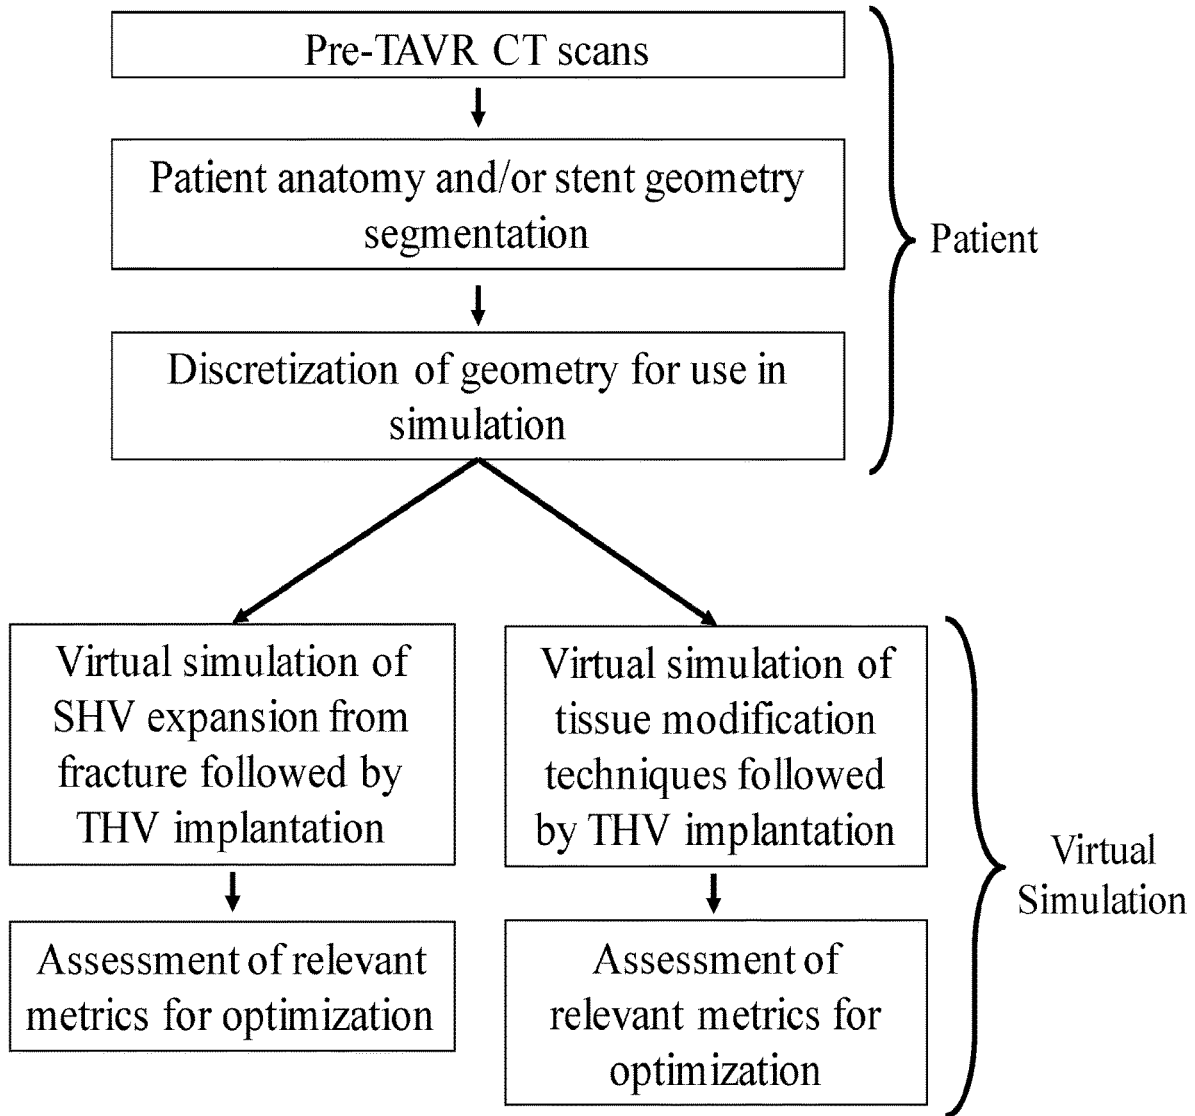 Pre-TAVR CT scans
Patient anatomy and/or stent geometry
segmentation
Discretization of geometry for use in
simulation
Patient
Virtual simulation of
SHV expansion from
fracture followed by
THV implantation
Assessment of relevant
metrics for optimization
Virtual simulation of
tissue modification
techniques followed
by THV implantation
Assessment of
relevant metrics for
optimization
Virtual
Simulation